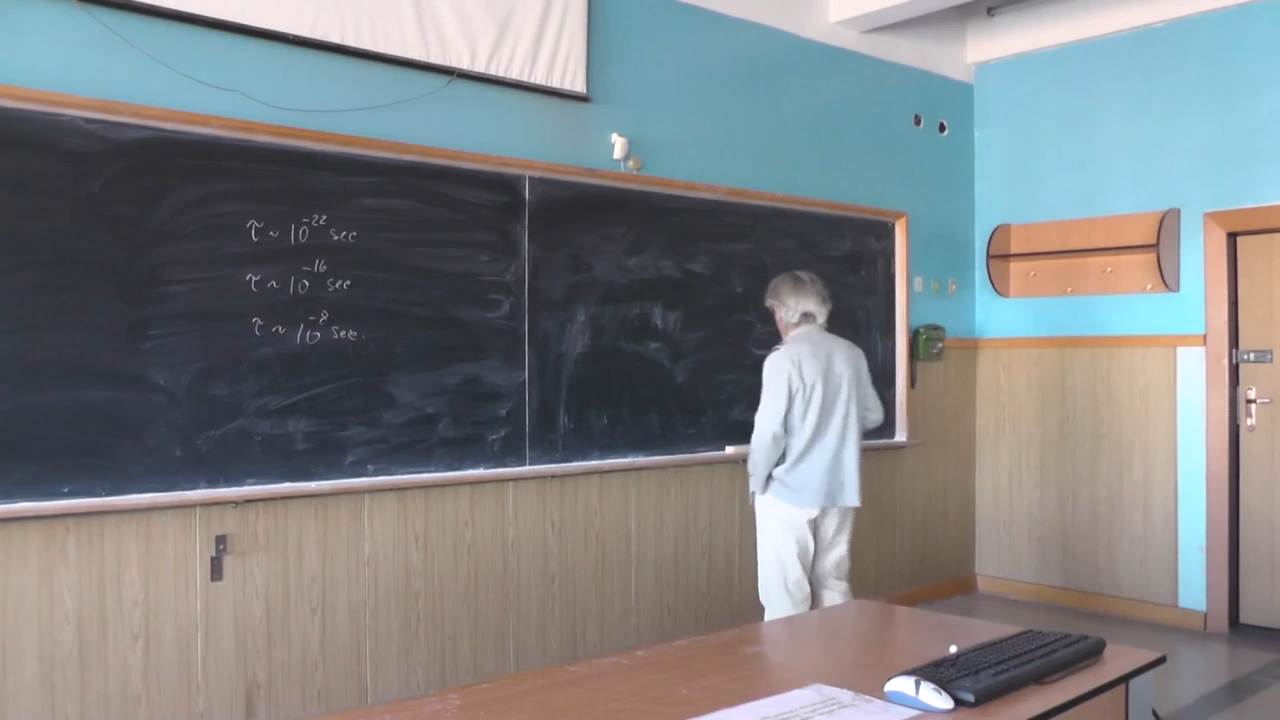 τ ~ 10⁻²² sec
τ ~ 10⁻¹⁶ sec
τ ~ 10⁻⁸ sec.